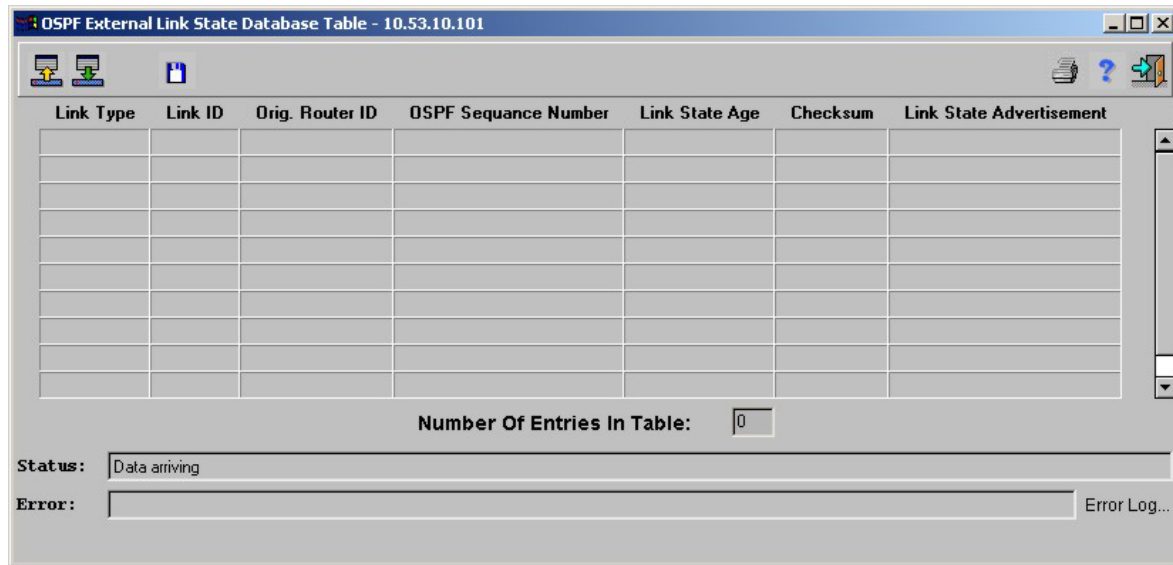 OSPF External Link State Database Table - 10.53.10.101
Link Type Link ID Orig. Router ID OSPF Sequance Number Link State Age Checksum Link State Advertisement
Number Of Entries In Table: 0
Status: Data arriving
Error: Error Log...